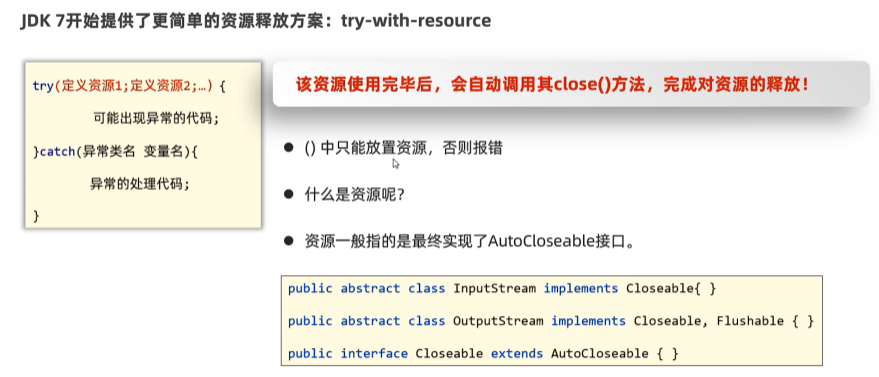 JDK 7开始提供了更简单的资源释放方案：try-with-resource
try(定义资源1;定义资源2;…) {
可能出现异常的代码;
}catch(异常类名 变量名){
异常的处理代码;
}
该资源使用完毕后，会自动调用其close()方法，完成对资源的释放！
● () 中只能放置资源，否则报错
● 什么是资源呢？
● 资源一般指的是最终实现了AutoCloseable接口。
public abstract class InputStream implements Closeable{ }
public abstract class OutputStream implements Closeable, Flushable { }
public interface Closeable extends AutoCloseable { }